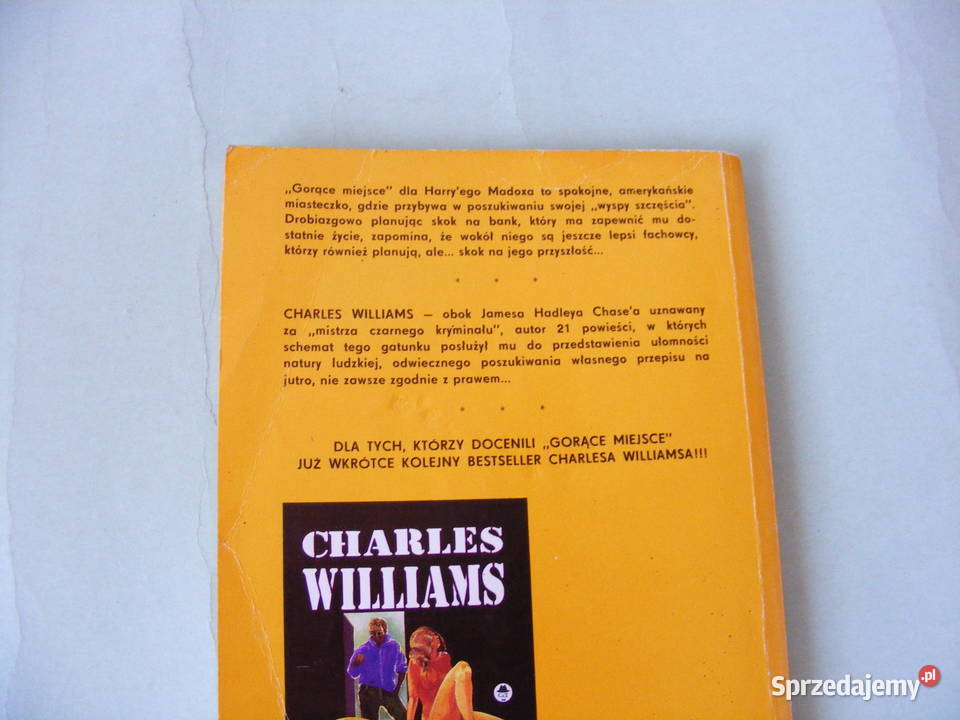 „Gorące miejsce" dla Harry'ego Madoxa to spokojne, amerykańskie
miasteczko, gdzie przybywa w poszukiwaniu swojej „wyspy szczęścia".
Drobiazgowo planując skok na bank, który ma zapewnić mu do-
statnie życie, zapomina, że wokół niego są jeszcze lepsi fachowcy,
którzy również planują, ale... skok na jego przyszłość...
* * *
CHARLES WILLIAMS — obok Jamesa Hadleya Chase'a uznawany
za „mistrza czarnego kryminału", autor 21 powieści, w których
schemat tego gatunku posłużył mu do przedstawienia ułomności
natury ludzkiej, odwiecznego poszukiwania własnego przepisu na
jutro, nie zawsze zgodnie z prawem...
* * *
DLA TYCH, KTÓRZY DOCENILI „GORĄCE MIEJSCE"
JUŻ WKRÓTCE KOLEJNY BESTSELLER CHARLESA WILLIAMSA!!!
CHARLES
WILLIAMS
Sprzedajemy.pl